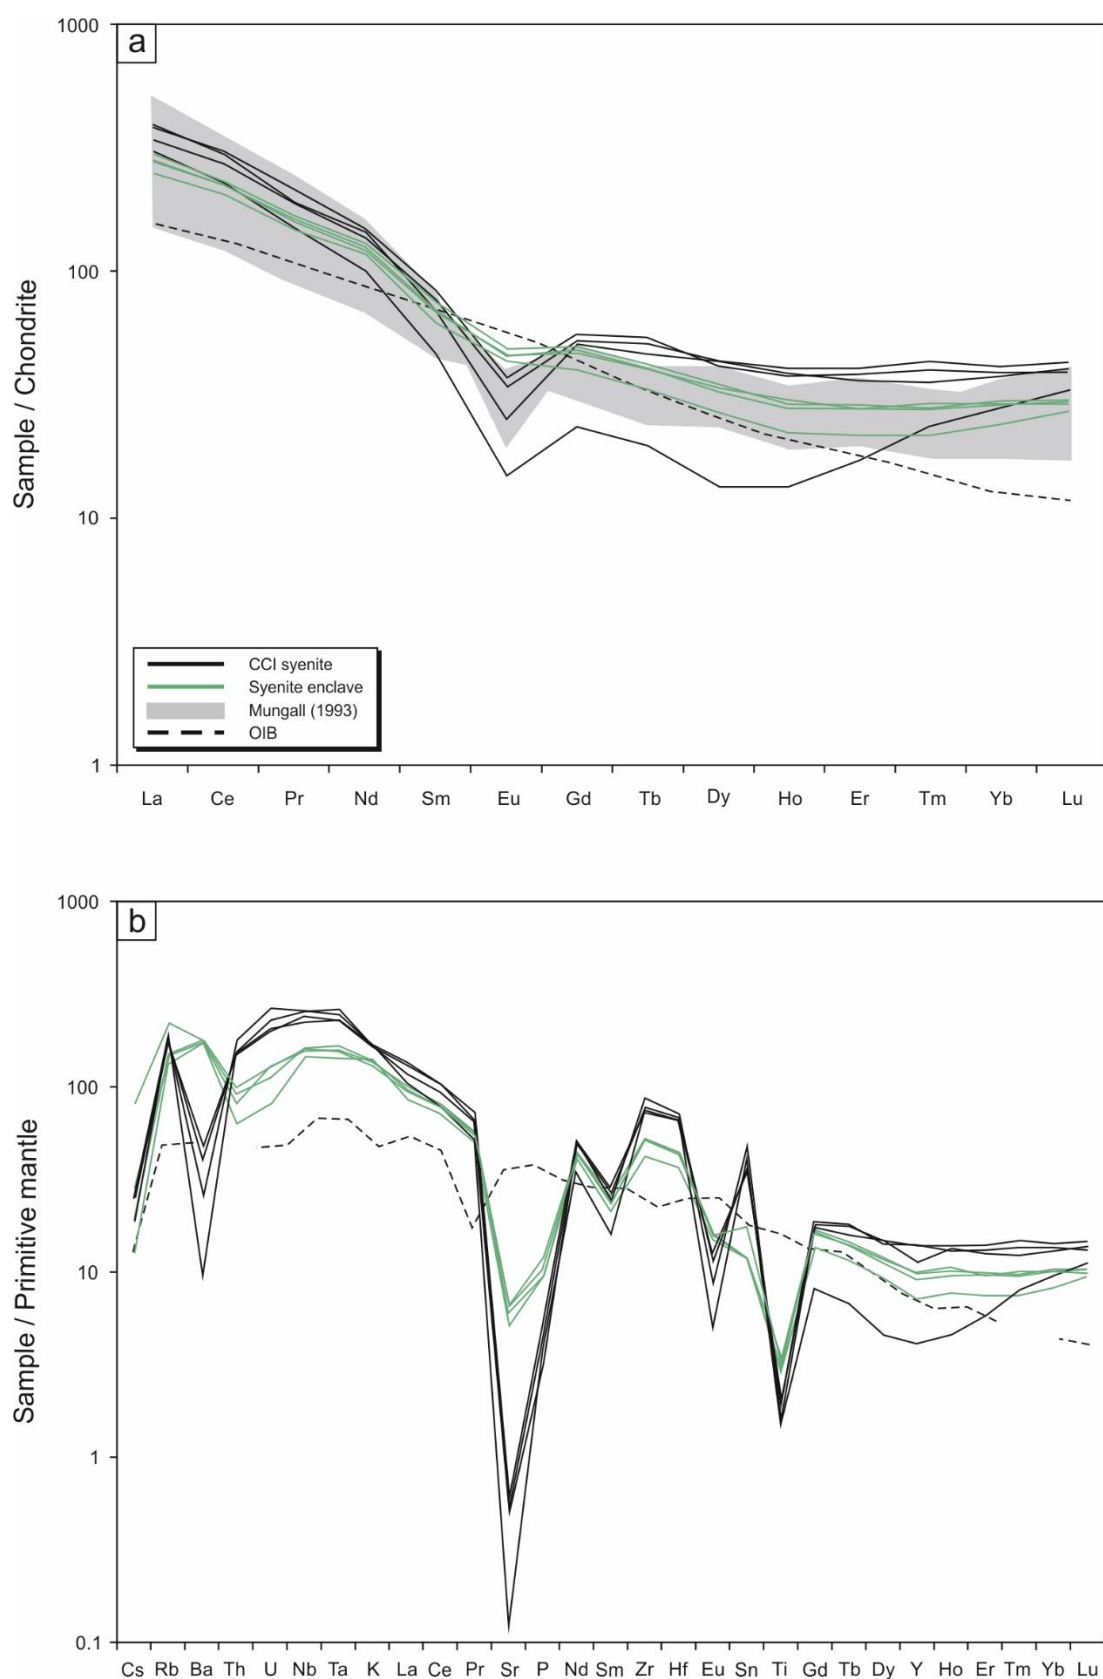 a
1000
100
10
1
Sample / Chondrite
CCI syenite
Syenite enclave
Mungall (1993)
OIB
La Ce Pr Nd Sm Eu Gd Tb Dy Ho Er Tm Yb Lu
b
1000
100
10
1
0.1
Sample / Primitive mantle
Cs Rb Ba Th U Nb Ta K La Ce Pr Sr P Nd Sm Zr Hf Eu Sn Ti Gd Tb Dy Y Ho Er Tm Yb Lu